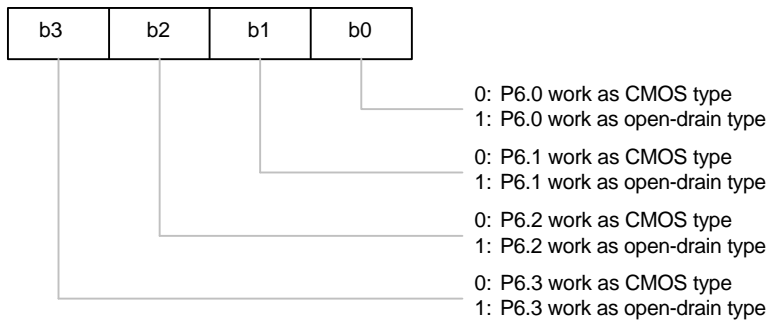 b3 b2 b1 b0
0: P6.0 work as CMOS type
1: P6.0 work as open-drain type
0: P6.1 work as CMOS type
1: P6.1 work as open-drain type
0: P6.2 work as CMOS type
1: P6.2 work as open-drain type
0: P6.3 work as CMOS type
1: P6.3 work as open-drain type